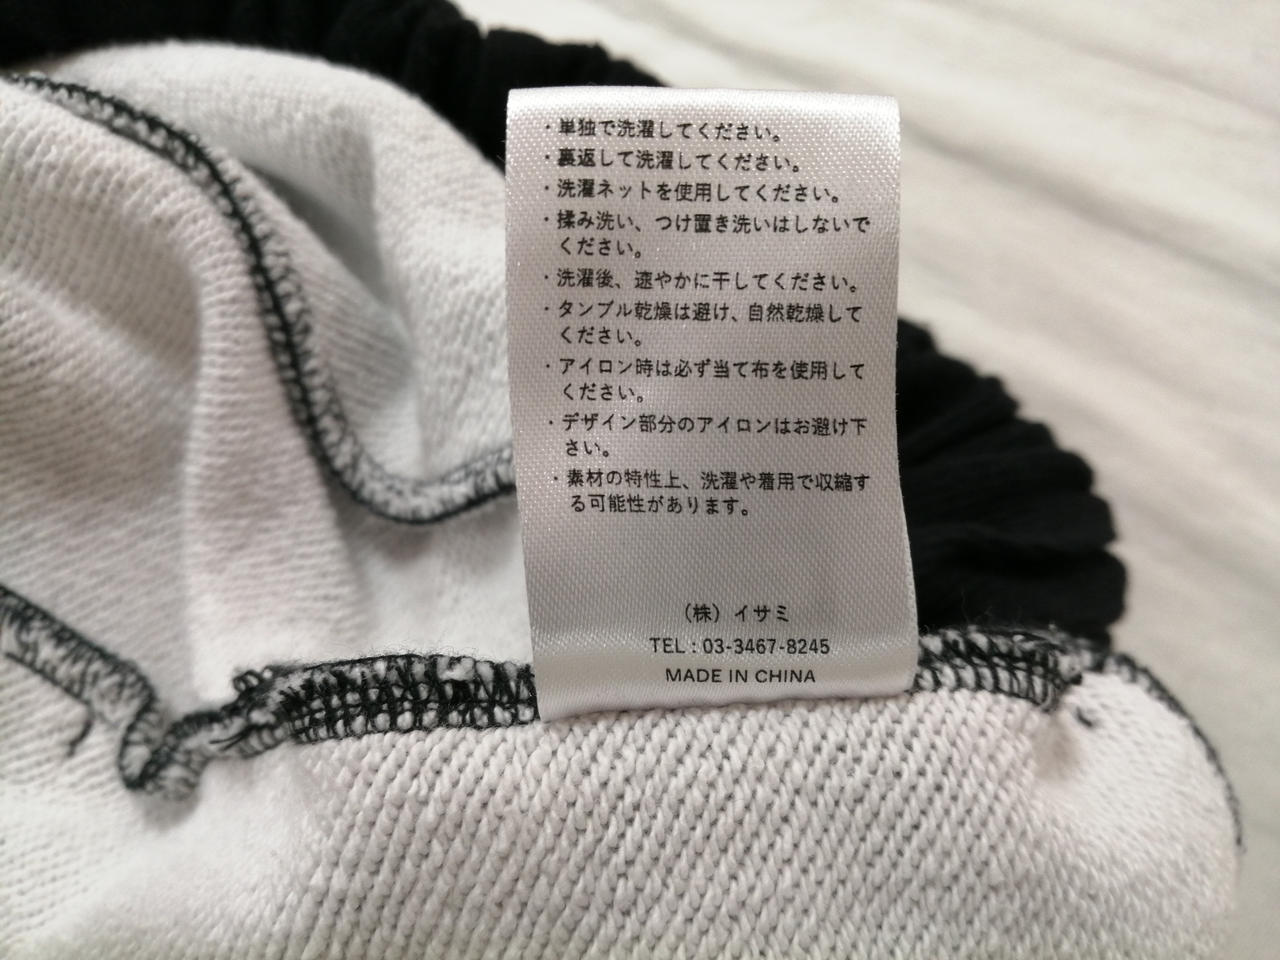 ・単独で洗濯してください。
・裏返して洗濯してください。
・洗濯ネットを使用してください。
・揉み洗い、つけ置き洗いはしないで
ください。
・洗濯後、速やかに干してください。
・タンブル乾燥は避け、自然乾燥して
ください。
・アイロン時は必ず当て布を使用して
ください。
・デザイン部分のアイロンはお避け下
さい。
・素材の特性上、洗濯や着用で収縮す
る可能性があります。
（株）イサミ
TEL : 03-3467-8245
MADE IN CHINA